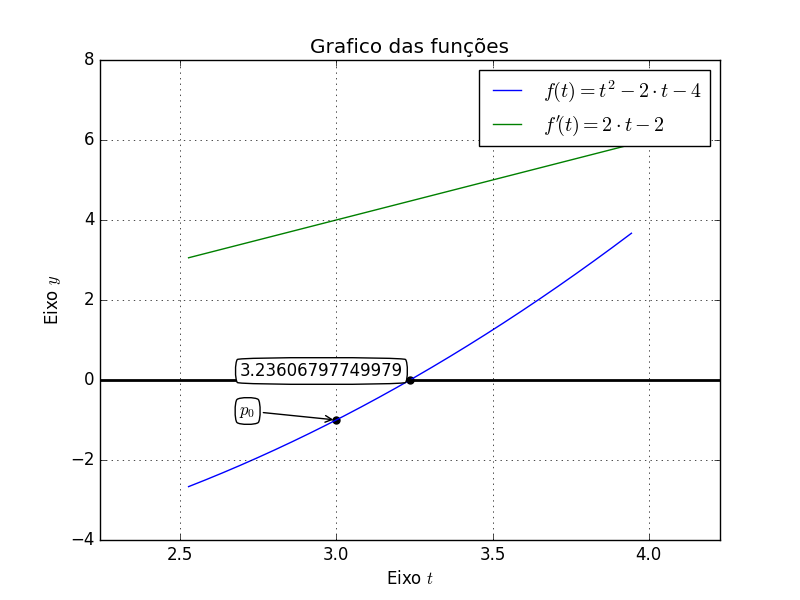 Grafico das funções
f(t) = t² − 2 · t − 4
f′(t) = 2 · t − 2
8
6
4
2
0
−2
−4
Eixo y
3.23606797749979
p₀
2.5 3.0 3.5 4.0
Eixo t